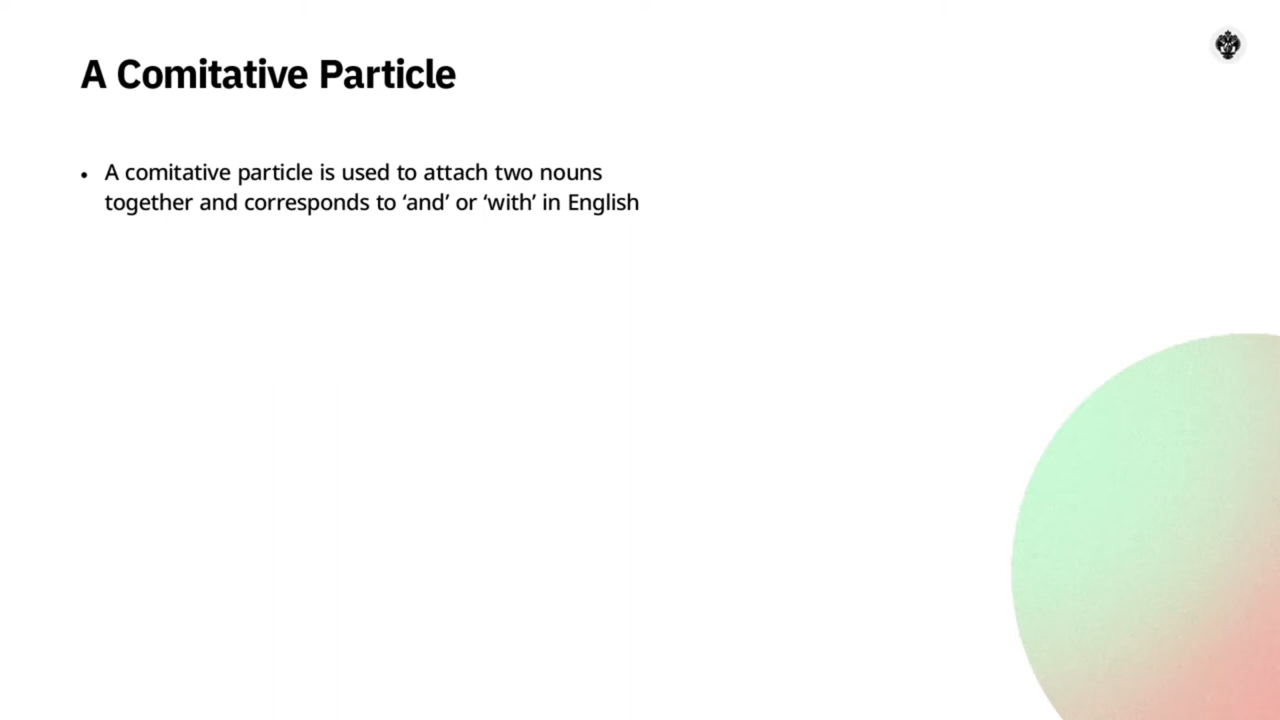 A Comitative Particle
• A comitative particle is used to attach two nouns
together and corresponds to ‘and’ or ‘with’ in English